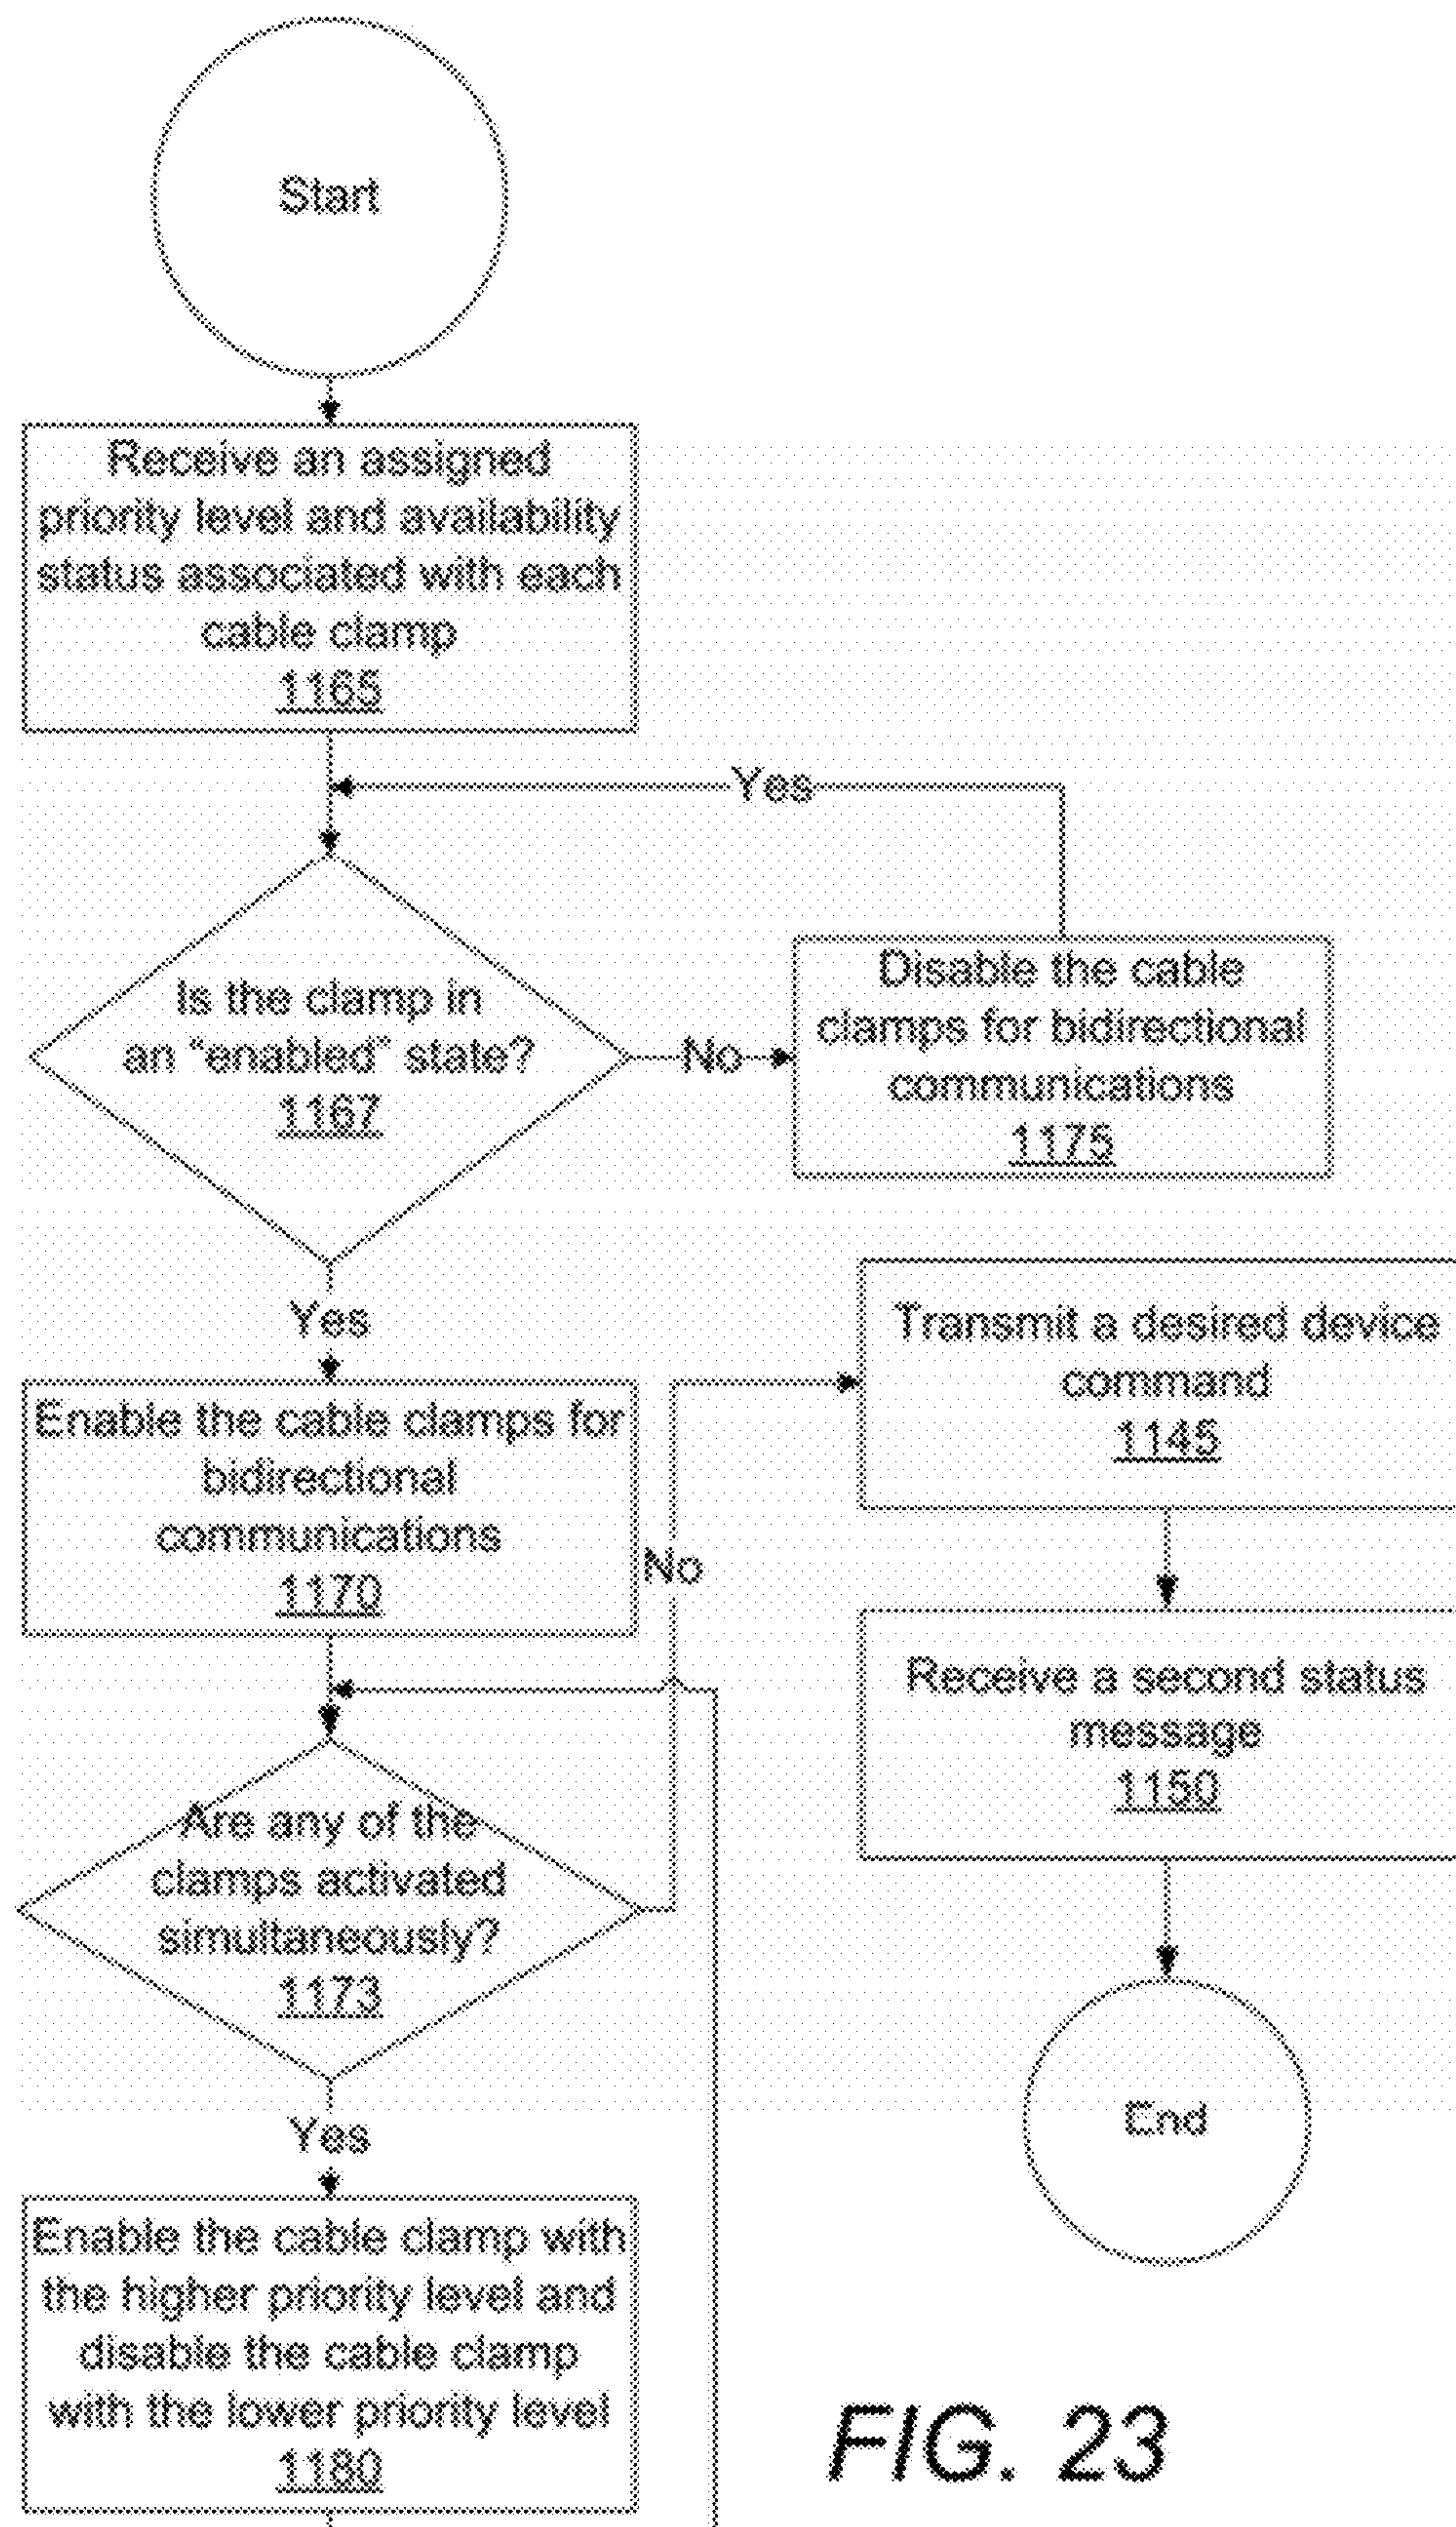 Start
Receive an assigned
priority level and availability
status associated with each
cable clamp
1165
Yes
Is the clamp in
an “enabled” state?
1167
No
Disable the cable
clamps for bidirectional
communications
1175
Yes
Enable the cable clamps for
bidirectional
communications
1170
No
Transmit a desired device
command
1145
Receive a second status
message
1150
Are any of the
clamps activated
simultaneously?
1173
End
Yes
Enable the cable clamp with
the higher priority level and
disable the cable clamp
with the lower priority level
1180
FIG. 23